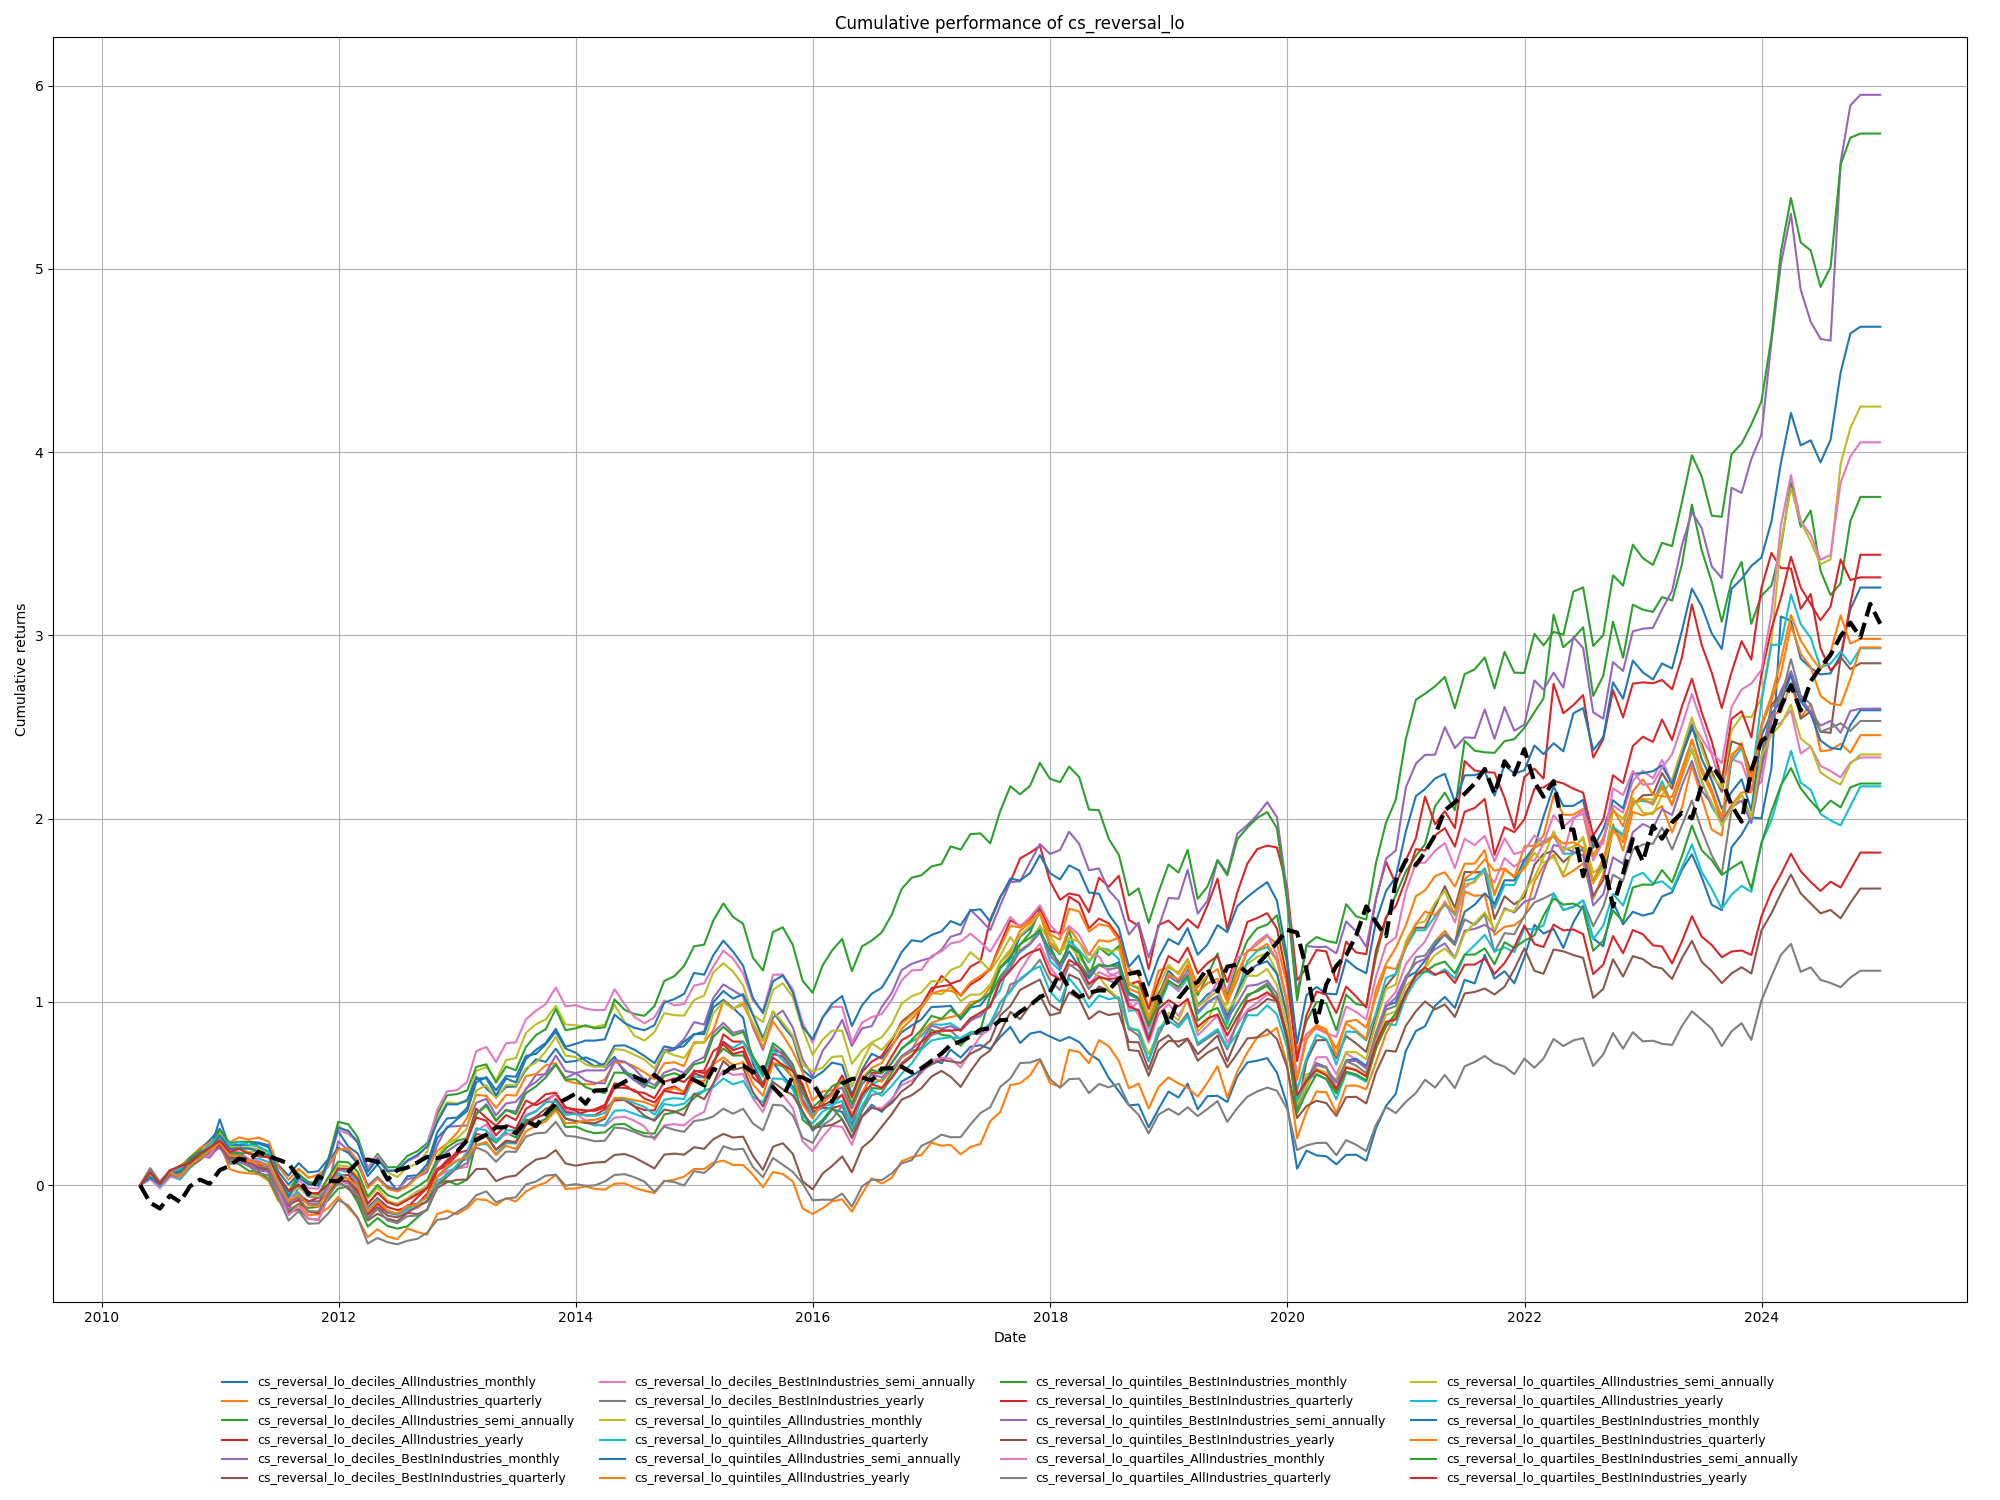 Cumulative performance of cs_reversal_lo
6
5
4
3
2
1
0
Cumulative returns
2010
2012
2014
2016
2018
2020
2022
2024
Date
cs_reversal_lo_deciles_AllIndustries_monthly
cs_reversal_lo_deciles_AllIndustries_quarterly
cs_reversal_lo_deciles_AllIndustries_semi_annually
cs_reversal_lo_deciles_AllIndustries_yearly
cs_reversal_lo_deciles_BestInIndustries_monthly
cs_reversal_lo_deciles_BestInIndustries_quarterly
cs_reversal_lo_deciles_BestInIndustries_semi_annually
cs_reversal_lo_deciles_BestInIndustries_yearly
cs_reversal_lo_quintiles_AllIndustries_monthly
cs_reversal_lo_quintiles_AllIndustries_quarterly
cs_reversal_lo_quintiles_AllIndustries_semi_annually
cs_reversal_lo_quintiles_AllIndustries_yearly
cs_reversal_lo_quintiles_BestInIndustries_monthly
cs_reversal_lo_quintiles_BestInIndustries_quarterly
cs_reversal_lo_quintiles_BestInIndustries_semi_annually
cs_reversal_lo_quintiles_BestInIndustries_yearly
cs_reversal_lo_quartiles_AllIndustries_monthly
cs_reversal_lo_quartiles_AllIndustries_quarterly
cs_reversal_lo_quartiles_AllIndustries_semi_annually
cs_reversal_lo_quartiles_AllIndustries_yearly
cs_reversal_lo_quartiles_BestInIndustries_monthly
cs_reversal_lo_quartiles_BestInIndustries_quarterly
cs_reversal_lo_quartiles_BestInIndustries_semi_annually
cs_reversal_lo_quartiles_BestInIndustries_yearly